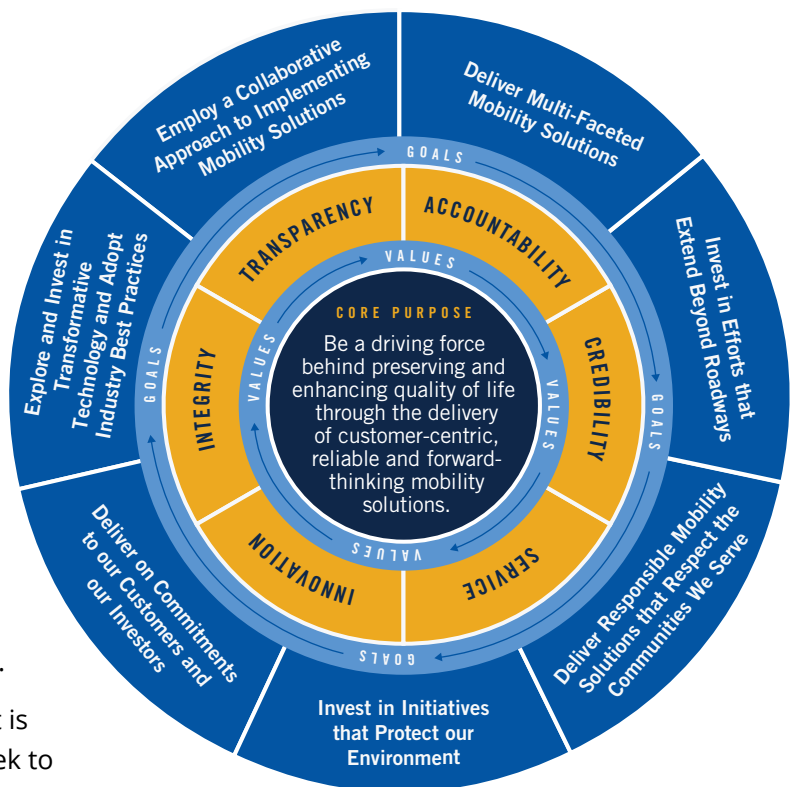 Employ a Collaborative
Approach to Implementing
Mobility Solutions
Deliver Multi-Faceted
Mobility Solutions
Invest in Efforts that
Extend Beyond Roadways
Deliver Responsible Mobility
Solutions that Respect the
Communities We Serve
Invest in Initiatives
that Protect our
Environment
Deliver on Commitments
to our Customers and
our Investors
Explore and Invest in
Transformative
Technology and Adopt
Industry Best Practices
GOALS
GOALS
GOALS
GOALS
TRANSPARENCY
ACCOUNTABILITY
CREDIBILITY
SERVICE
INNOVATION
INTEGRITY
VALUES
VALUES
VALUES
VALUES
CORE PURPOSE
Be a driving force
behind preserving and
enhancing quality of life
through the delivery
of customer-centric,
reliable and forward-
thinking mobility
solutions.
.
is
ek to